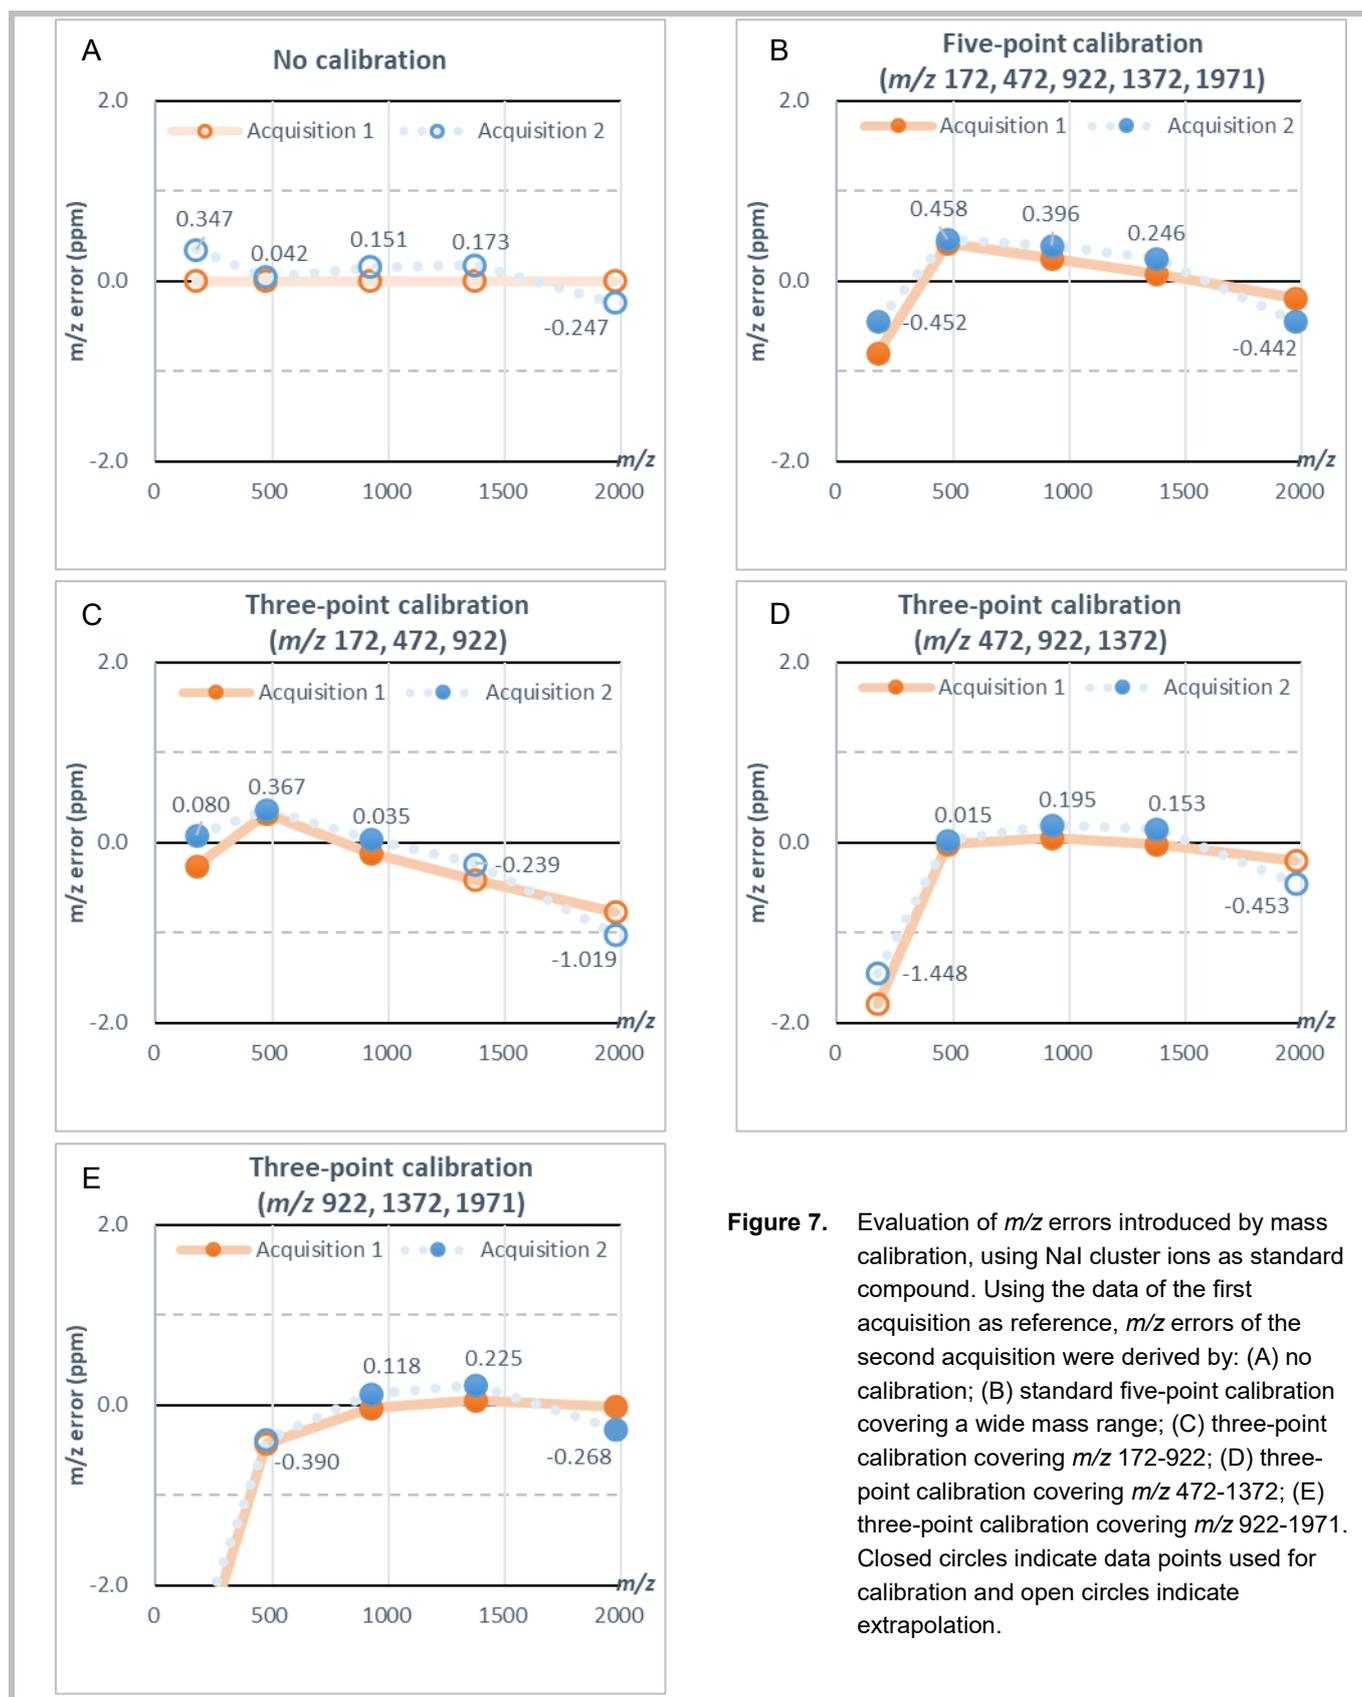 A
No calibration
2.0
Acquisition 1
Acquisition 2
0.347
0.042
0.151
0.173
-0.247
0.0
-2.0
m/z error (ppm)
m/z
0 500 1000 1500 2000
B
Five-point calibration
(m/z 172, 472, 922, 1372, 1971)
2.0
Acquisition 1
Acquisition 2
0.458
0.396
0.246
-0.452
-0.442
0.0
-2.0
m/z error (ppm)
m/z
0 500 1000 1500 2000
C
Three-point calibration
(m/z 172, 472, 922)
2.0
Acquisition 1
Acquisition 2
0.080
0.367
0.035
-0.239
-1.019
0.0
-2.0
m/z error (ppm)
m/z
0 500 1000 1500 2000
D
Three-point calibration
(m/z 472, 922, 1372)
2.0
Acquisition 1
Acquisition 2
0.015
0.195
0.153
-0.453
-1.448
0.0
-2.0
m/z error (ppm)
m/z
0 500 1000 1500 2000
E
Three-point calibration
(m/z 922, 1372, 1971)
2.0
Acquisition 1
Acquisition 2
0.118
0.225
-0.390
-0.268
0.0
-2.0
m/z error (ppm)
m/z
0 500 1000 1500 2000
Figure 7. Evaluation of m/z errors introduced by mass
calibration, using NaI cluster ions as standard
compound. Using the data of the first
acquisition as reference, m/z errors of the
second acquisition were derived by: (A) no
calibration; (B) standard five-point calibration
covering a wide mass range; (C) three-point
calibration covering m/z 172-922; (D) three-
point calibration covering m/z 472-1372; (E)
three-point calibration covering m/z 922-1971.
Closed circles indicate data points used for
calibration and open circles indicate
extrapolation.